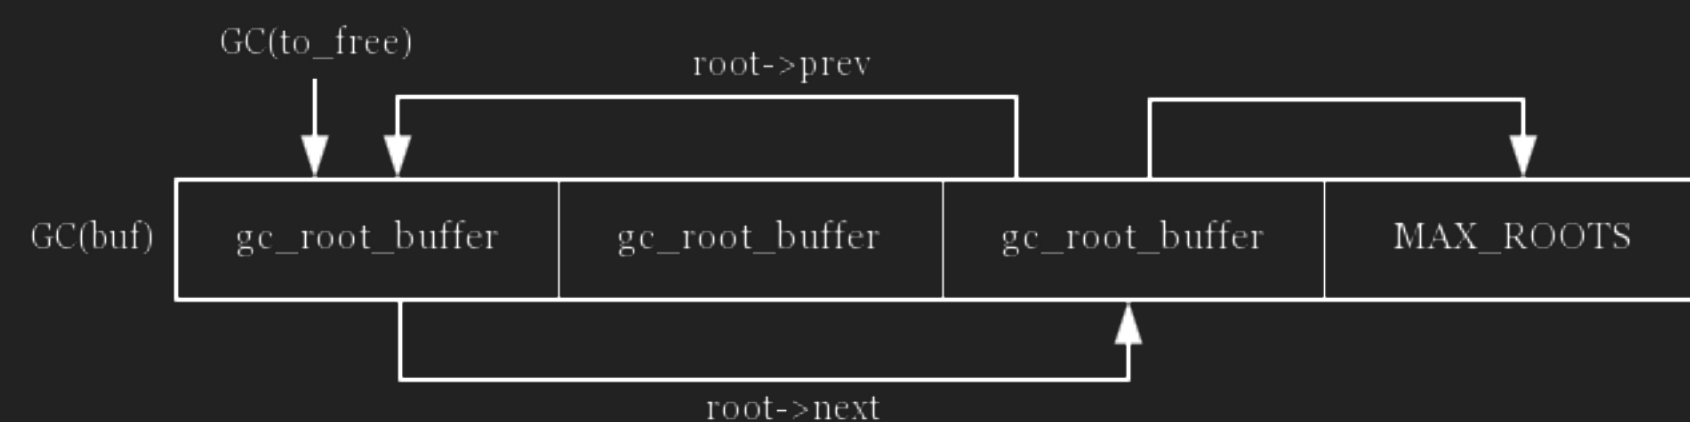 GC(to_free)
root->prev
GC(buf)
gc_root_buffer
gc_root_buffer
gc_root_buffer
MAX_ROOTS
root->next